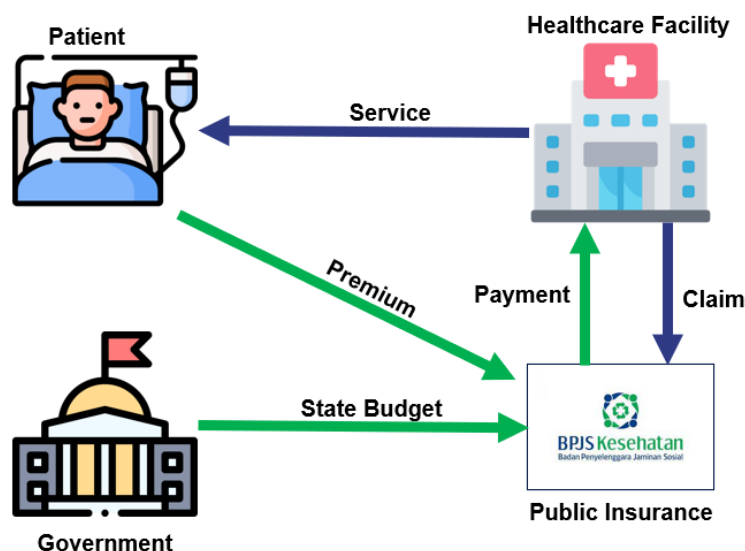 Patient
Healthcare Facility
Service
Premium
Payment
Claim
State Budget
BPJS Kesehatan
Badan Penyelenggara Jaminan Sosial
Public Insurance
Government